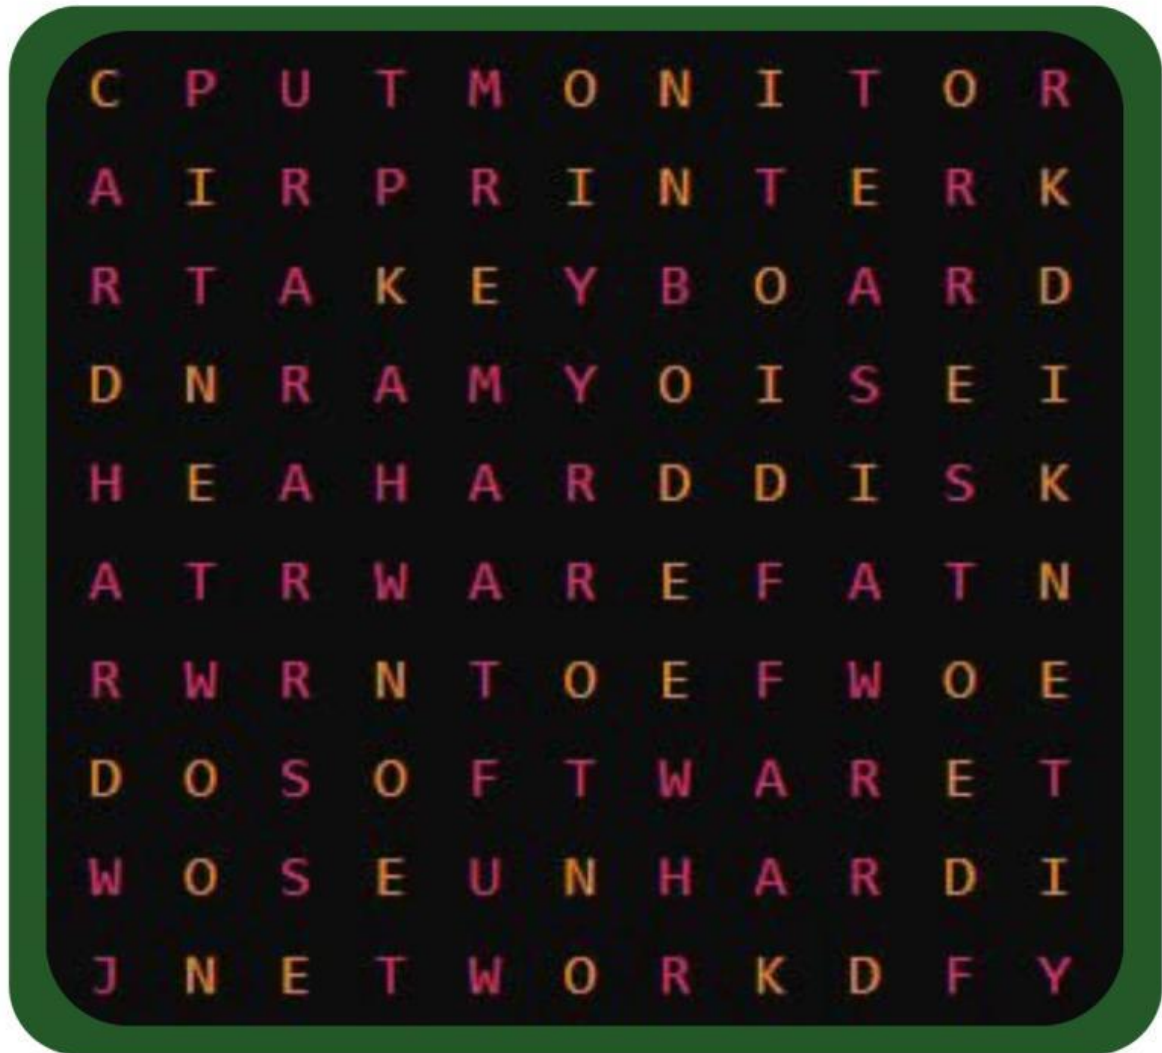 C P U T M O N I T O R
A I R P R I N T E R K
R T A K E Y B O A R D
D N R A M Y O I S E I
H E A H A R D D I S K
A T R W A R E F A T N
R W R N T O E F W O E
D O S O F T W A R E T
W O S E U N H A R D I
J N E T W O R K D F Y